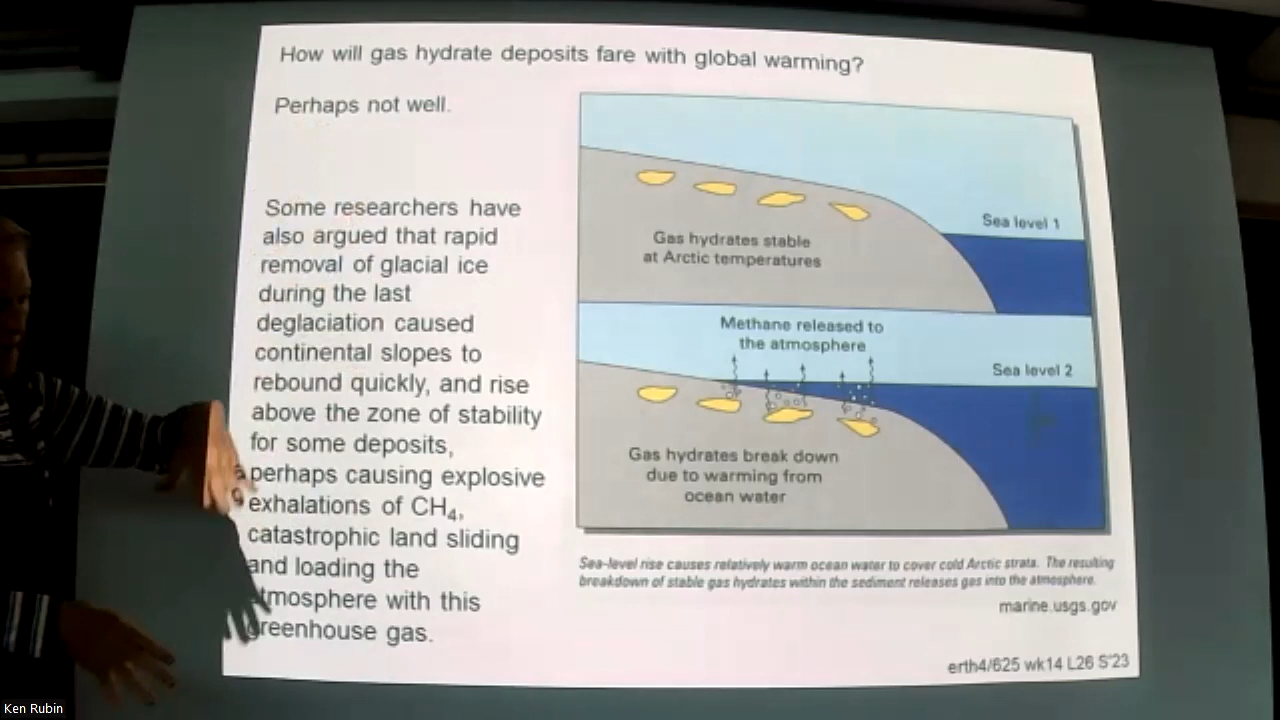 How will gas hydrate deposits fare with global warming?
Perhaps not well.
Some researchers have
also argued that rapid
removal of glacial ice
during the last
deglaciation caused
continental slopes to
rebound quickly, and rise
above the zone of stability
for some deposits,
perhaps causing explosive
exhalations of CH₄,
catastrophic land sliding
and loading the
atmosphere with this
greenhouse gas.
Sea level 1
Gas hydrates stable
at Arctic temperatures
Methane released to
the atmosphere
Sea level 2
Gas hydrates break down
due to warming from
ocean water
Sea-level rise causes relatively warm ocean water to cover cold Arctic strata. The resulting
breakdown of stable gas hydrates within the sediment releases gas into the atmosphere.
marine.usgs.gov
erth4/625 wk14 L26 S'23
Ken Rubin